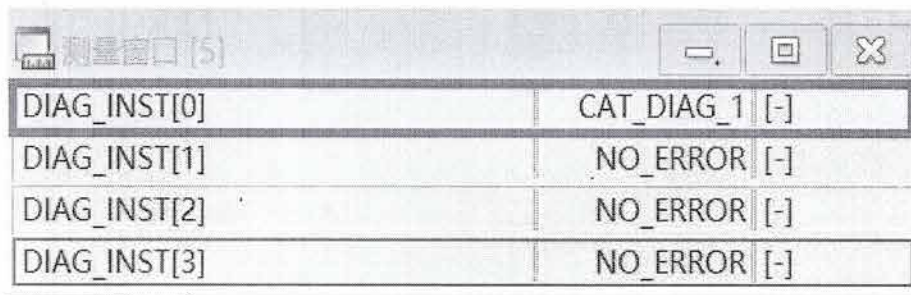 测量窗口 [5]
DIAG_INST[0] CAT_DIAG_1 [-]
DIAG_INST[1] NO_ERROR [-]
DIAG_INST[2] NO_ERROR [-]
DIAG_INST[3] NO_ERROR [-]